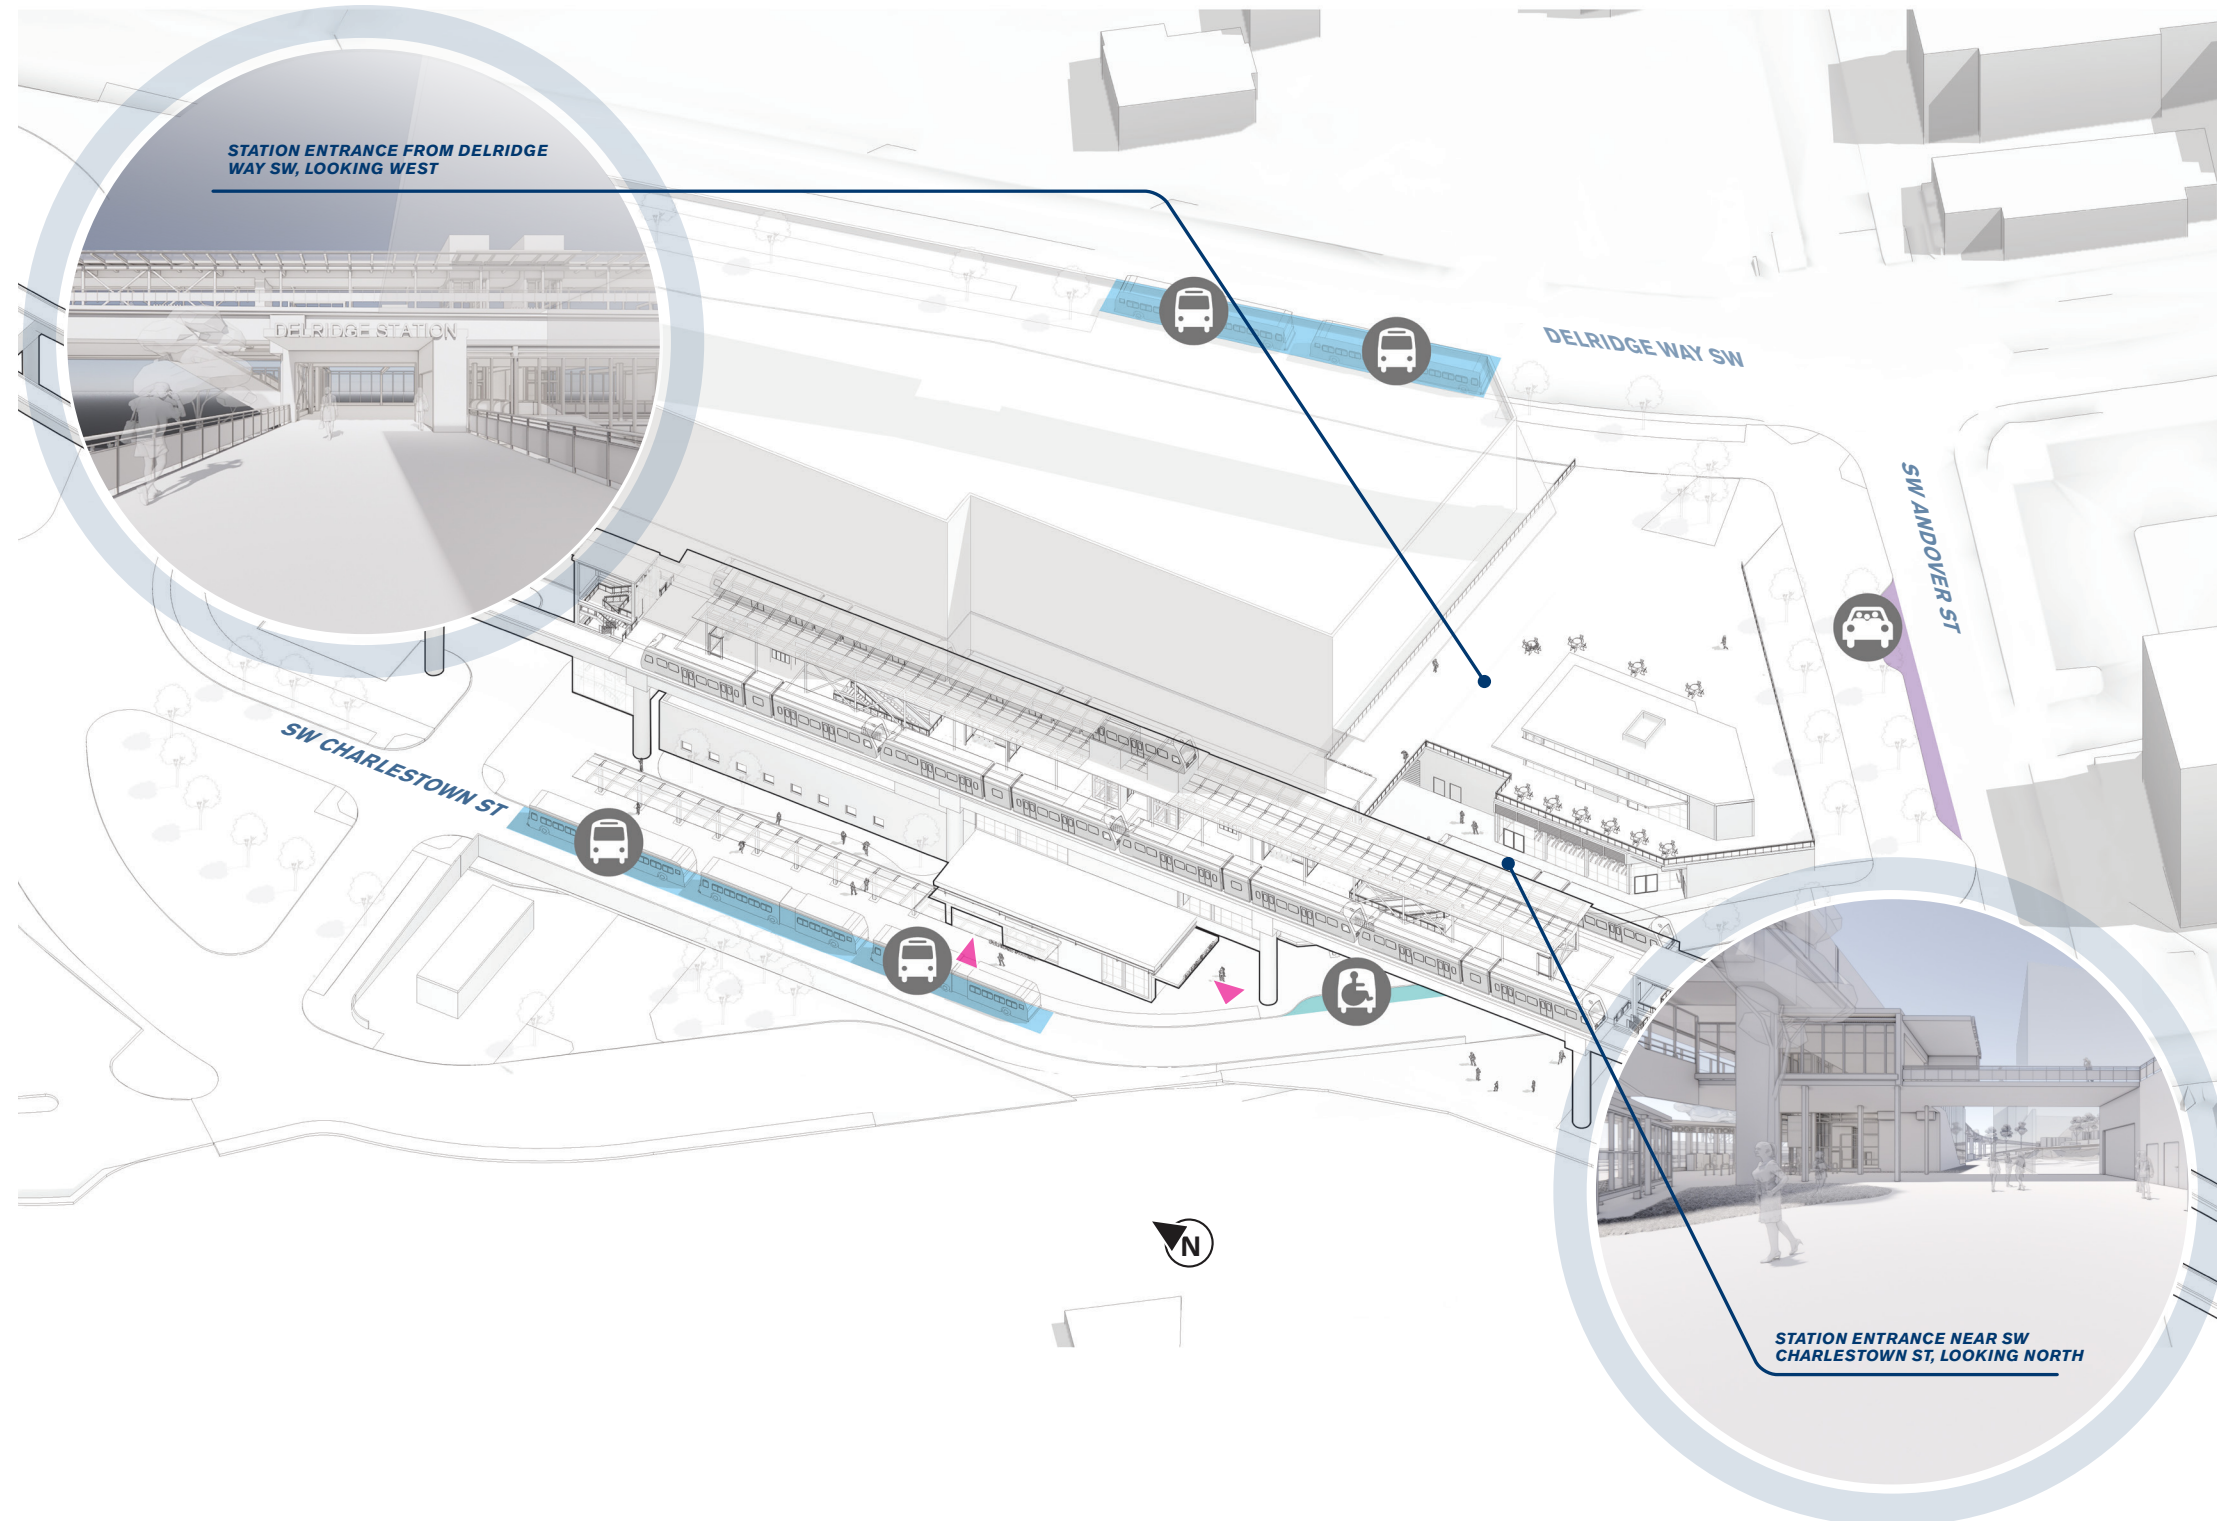 STATION ENTRANCE FROM DELRIDGE
WAY SW, LOOKING WEST
DELRIDGE STATION
DELRIDGE WAY SW
SW ANDOVER ST
SW CHARLESTOWN ST
N
STATION ENTRANCE NEAR SW
CHARLESTOWN ST, LOOKING NORTH